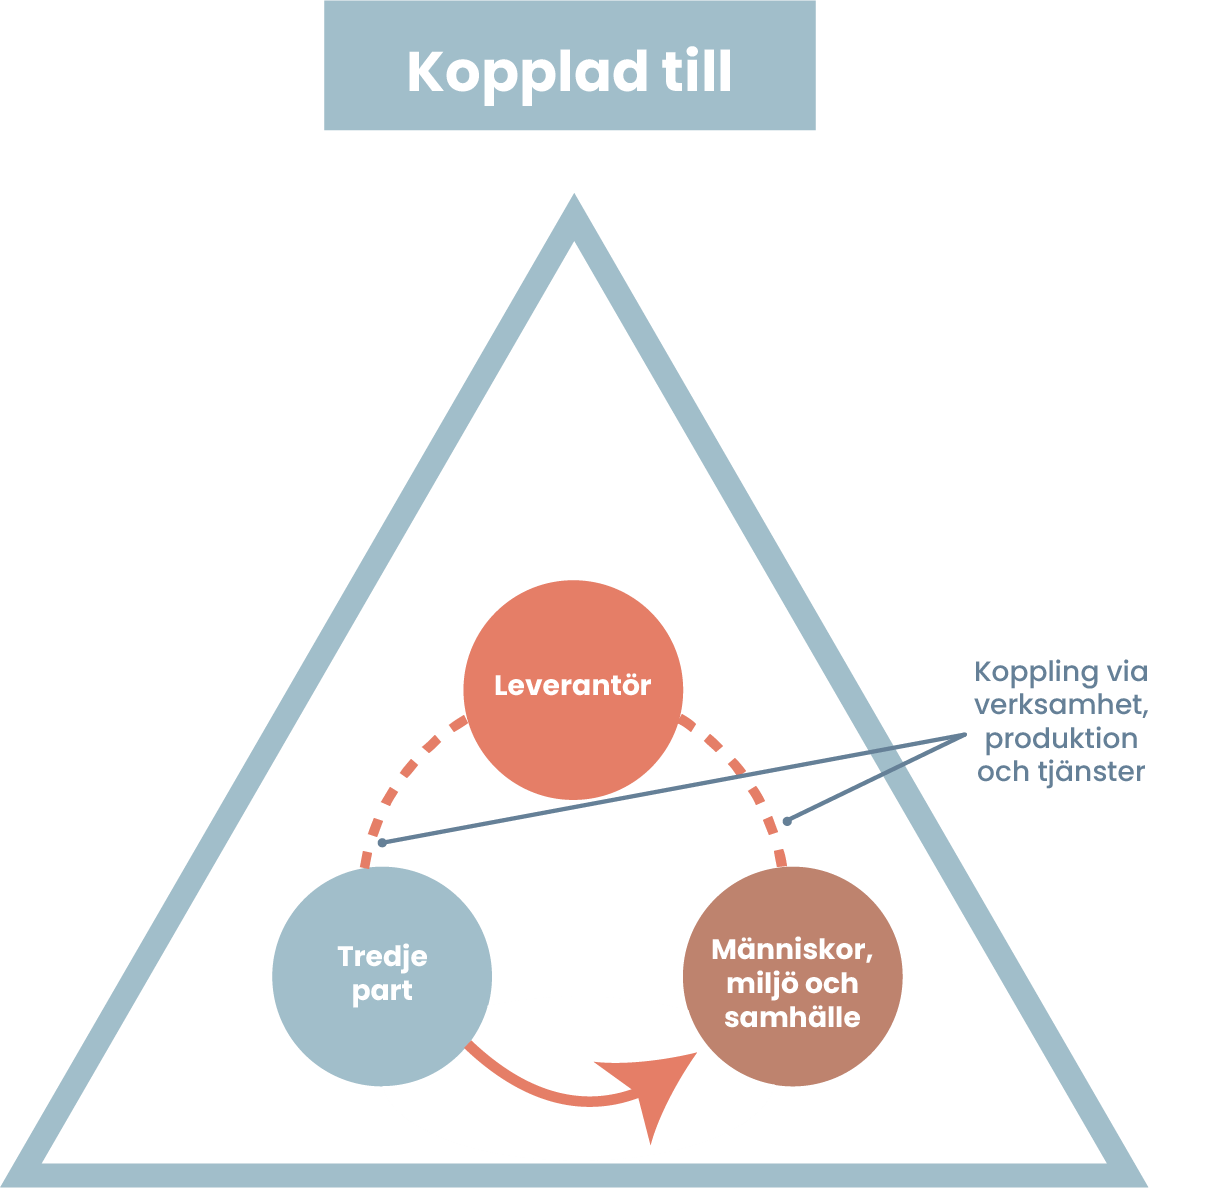 Kopplad till
Leverantör
Koppling via
verksamhet,
produktion
och tjänster
Tredje
part
Människor,
miljö och
samhälle